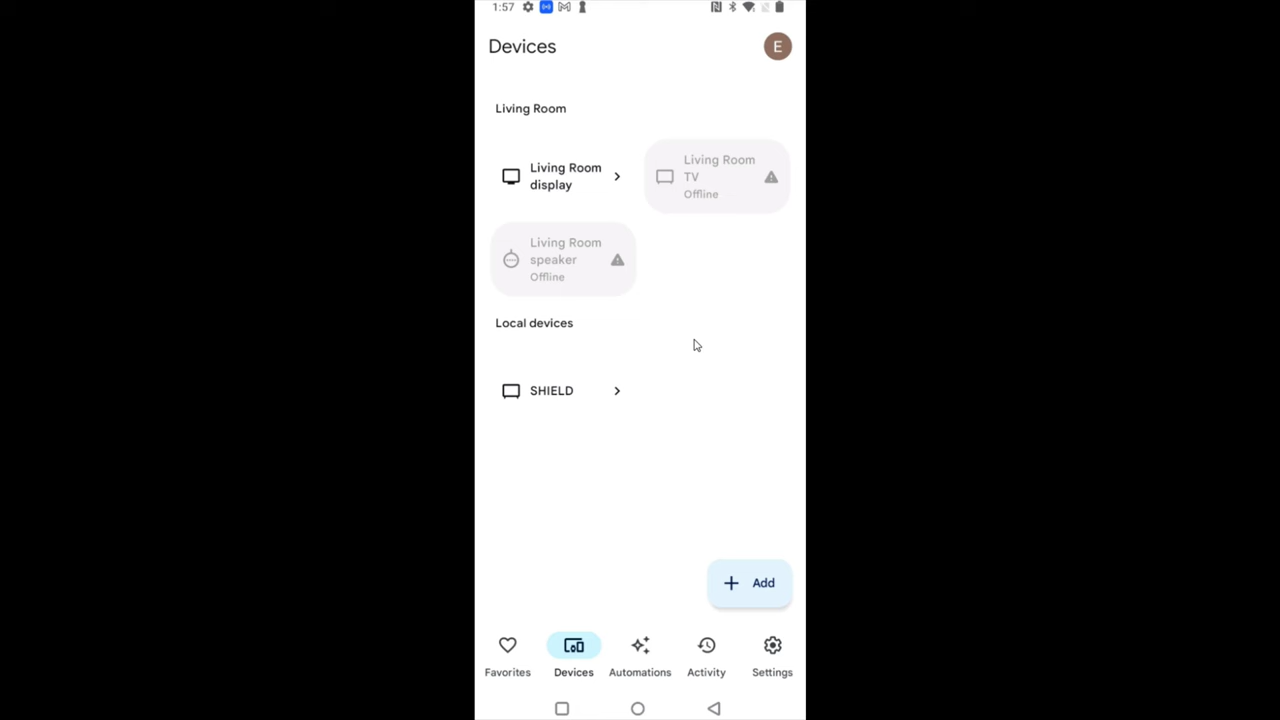 1:57
Devices
E
Living Room
Living Room
display
Living Room
TV
Offline
Living Room
speaker
Offline
Local devices
SHIELD
Add
Favorites
Devices
Automations
Activity
Settings